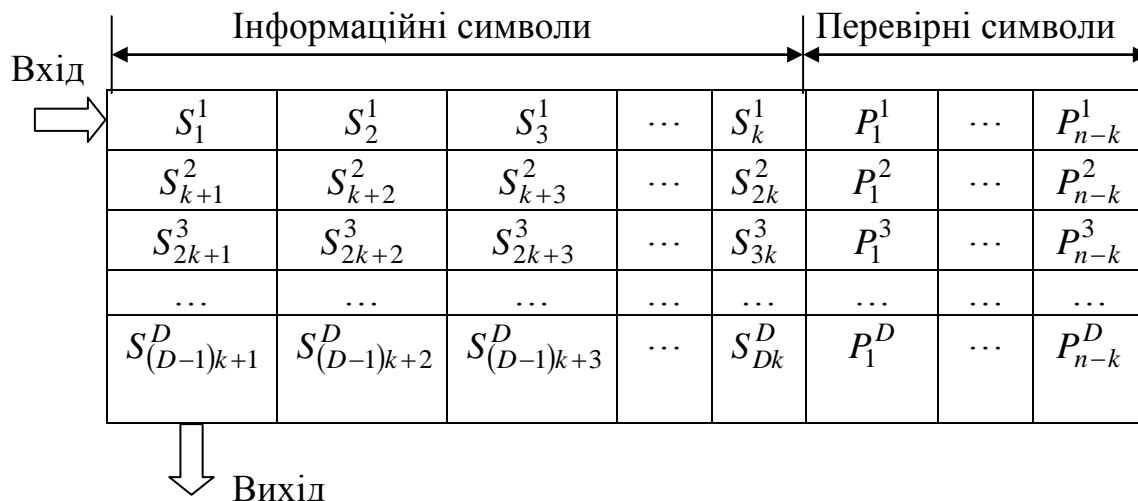 Інформаційні символи Перевірні символи
Вхід
$S_1^1$ $S_2^1$ $S_3^1$ … $S_k^1$ $P_1^1$ … $P_{n-k}^1$
$S_{k+1}^2$ $S_{k+2}^2$ $S_{k+3}^2$ … $S_{2k}^2$ $P_1^2$ … $P_{n-k}^2$
$S_{2k+1}^3$ $S_{2k+2}^3$ $S_{2k+3}^3$ … $S_{3k}^3$ $P_1^3$ … $P_{n-k}^3$
… … … … … … … …
$S_{(D-1)k+1}^D$ $S_{(D-1)k+2}^D$ $S_{(D-1)k+3}^D$ … $S_{Dk}^D$ $P_1^D$ … $P_{n-k}^D$
Вихід